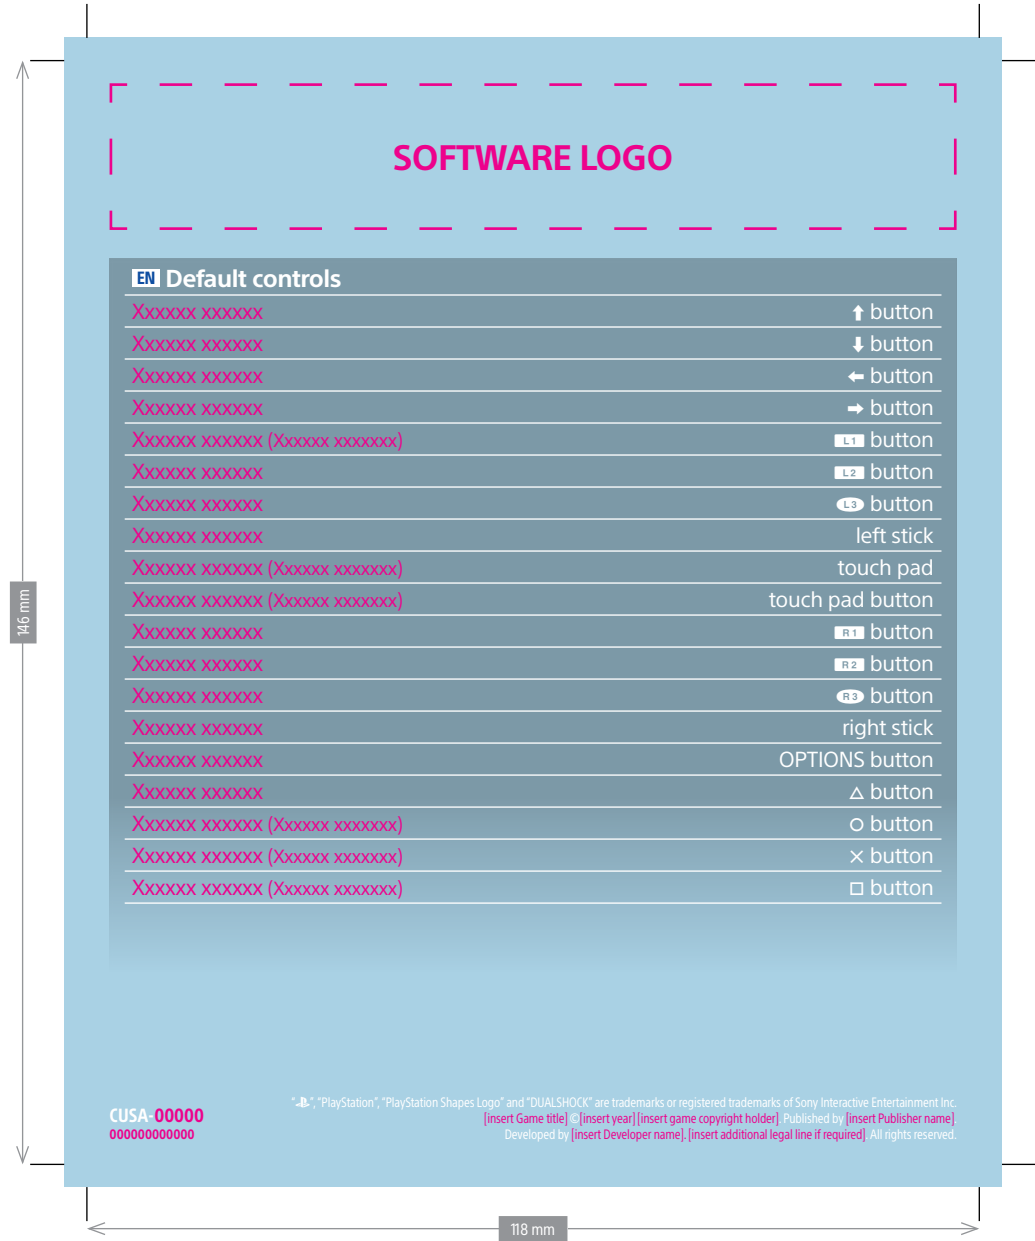 SOFTWARE LOGO
EN Default controls
Xxxxxx xxxxxx
button
Xxxxxx xxxxxx
button
Xxxxxx xxxxxx
button
Xxxxxx xxxxxx
button
Xxxxxx xxxxxx (Xxxxxx xxxxxxx)
L1 button
Xxxxxx xxxxxx
L2 button
Xxxxxx xxxxxx
L3 button
Xxxxxx xxxxxx
left stick
Xxxxxx xxxxxx (Xxxxxx xxxxxxx)
touch pad
Xxxxxx xxxxxx (Xxxxxx xxxxxxx)
touch pad button
Xxxxxx xxxxxx
R1 button
Xxxxxx xxxxxx
R2 button
Xxxxxx xxxxxx
R3 button
Xxxxxx xxxxxx
right stick
Xxxxxx xxxxxx
OPTIONS button
Xxxxxx xxxxxx
△ button
Xxxxxx xxxxxx (Xxxxxx xxxxxxx)
○ button
Xxxxxx xxxxxx (Xxxxxx xxxxxxx)
× button
Xxxxxx xxxxxx (Xxxxxx xxxxxxx)
□ button
146 mm
CUSA-00000
000000000000
" ", "PlayStation", "PlayStation Shapes Logo" and "DUALSHOCK" are trademarks or registered trademarks of Sony Interactive Entertainment Inc.
[insert Game title] ©[insert year] [insert game copyright holder]. Published by [insert Publisher name].
Developed by [insert Developer name]. [insert additional legal line if required]. All rights reserved.
118 mm